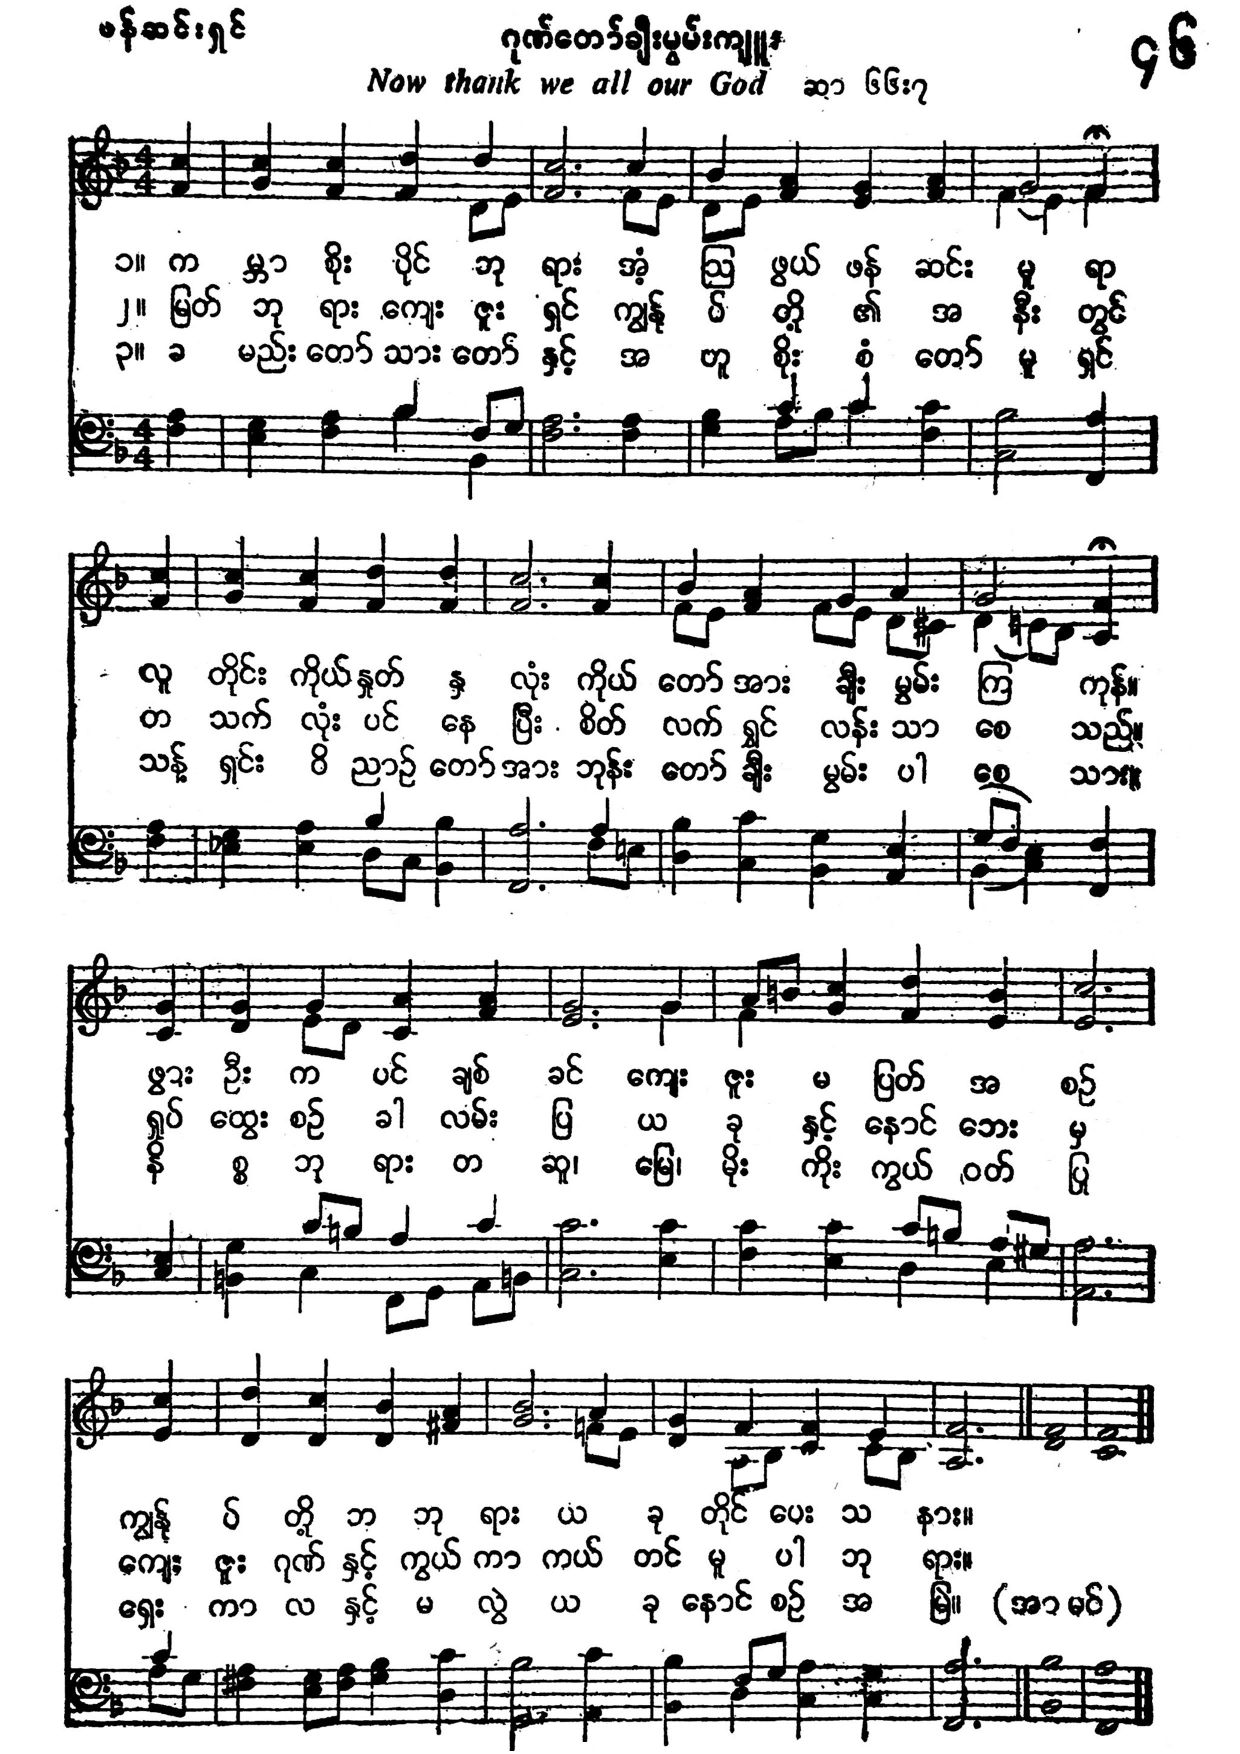 ဖန်ဆင်းရှင်
ဂုဏ်တော်ချီးမွမ်းကျူး
၄၆
Now thank we all our God ဆာ ၆၆း၇
၁။ က မ္ဘာ စိုး ပိုင် ဘု ရား အံ့ ဩ ဖွယ် ဖန် ဆင်း မူ ရာ
၂။ မြတ် ဘု ရား ကျေး ဇူး ရှင် ကျွန်ု ပ် တို့ ၏ အ နီး တွင်
၃။ ခ မည်း တော် သား တော် နှင့် အ တူ စိုး စံ တော် မူ ရှင်
လူ တိုင်း ကိုယ် နှုတ် နှ လုံး ကိုယ် တော် အား ချီး မွမ်း ကြ ကုန်။
တ သက် လုံး ပင် နေ ပြီး စိတ် လက် ရွှင် လန်း သာ စေ သည်။
သန့် ရှင်း ဝိ ညာဉ် တော် အား ဘုန်း တော် ချီး မွမ်း ပါ စေ သား။
ဖွား ဦး က ပင် ချစ် ခင် ကျေး ဇူး မ ပြတ် အ စဉ်
ရှုပ် ထွေး စဉ် ခါ လမ်း ပြ ယ ခု နှင့် နောင် ဘေး မှ
နိ စ္စ ဘု ရား တ ဆူ၊ မြေ၊ မိုး ကိုး ကွယ် ဝတ် ပြု
ကျွန်ု ပ် တို့ ဘ ဘု ရား ယ ခု တိုင် ပေး သ နား။
ကျေး ဇူး ဂုဏ် နှင့် ကွယ် ကာ ကယ် တင် မူ ပါ ဘု ရား။
ရှေး ကာ လ နှင့် မ လွဲ ယ ခု နောင် စဉ် အ မြဲ။ (အာမင်)